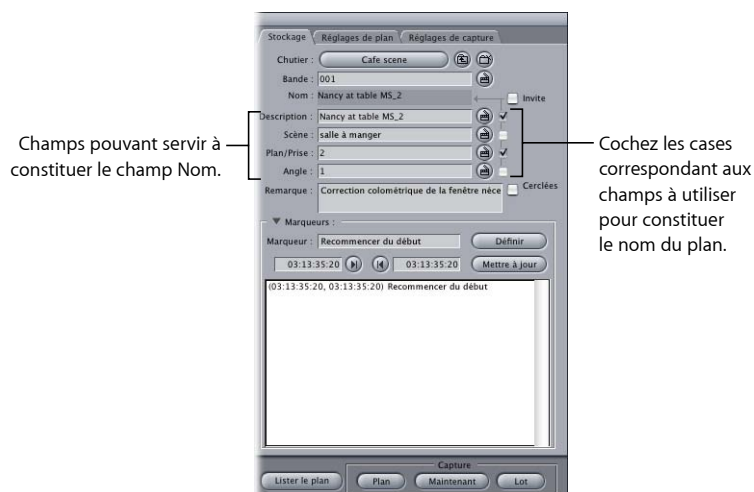 Stockage Réglages de plan Réglages de capture
Chutier : Cafe scene
Bande : 001
Nom : Nancy at table MS_2 Invite
Description : Nancy at table MS_2
Scène : salle à manger
Plan/Prise : 2
Angle : 1
Remarque : Correction colométrique de la fenêtre néce Cerclées
Champs pouvant servir à
constituer le champ Nom.
Cochez les cases
correspondant aux
champs à utiliser
pour constituer
le nom du plan.
Marqueurs :
Marqueur : Recommencer du début Définir
03:13:35:20 03:13:35:20 Mettre à jour
(03:13:35:20, 03:13:35:20) Recommencer du début
Capture
Lister le plan Plan Maintenant Lot